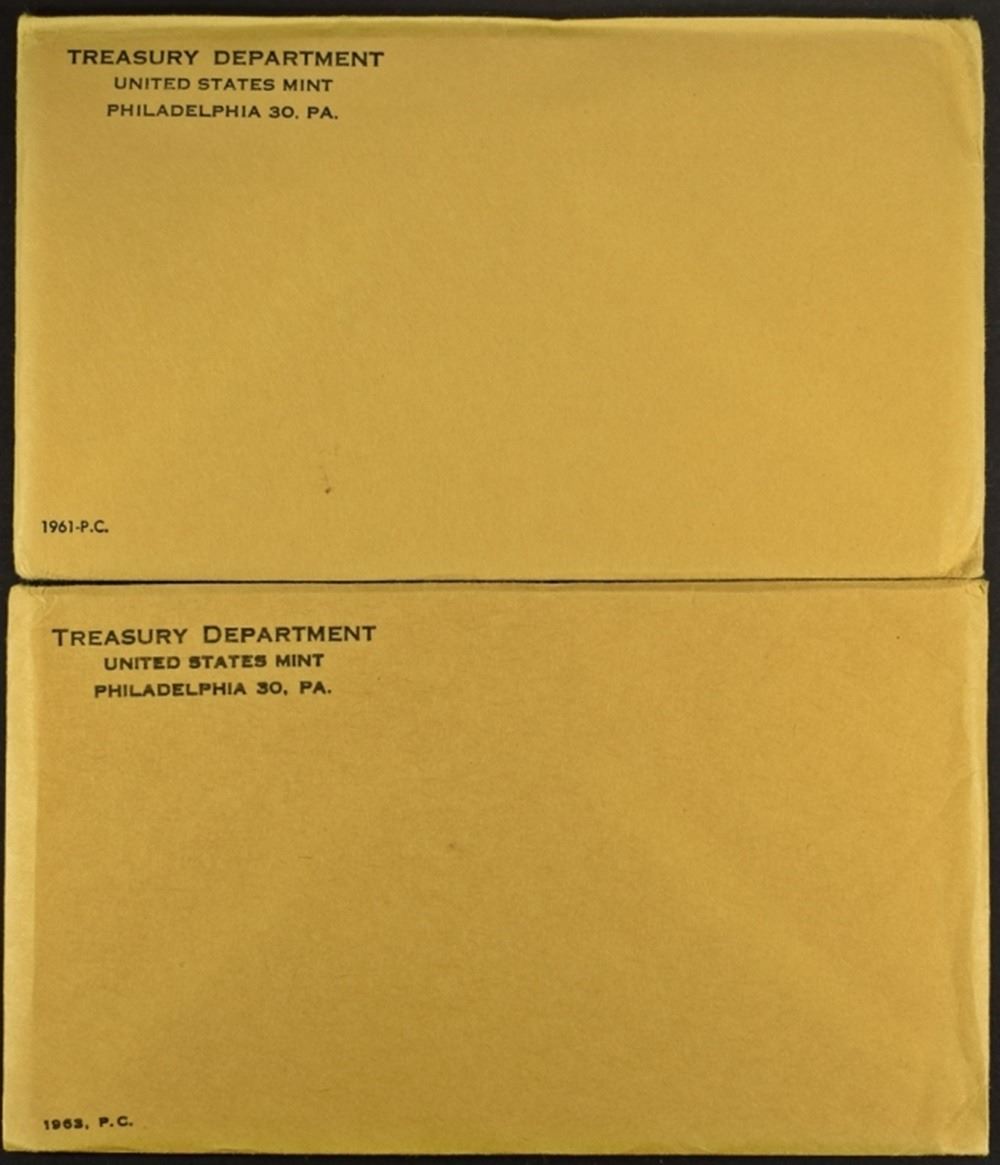 TREASURY DEPARTMENT
UNITED STATES MINT
PHILADELPHIA 30, PA.
1961-P.C.
TREASURY DEPARTMENT
UNITED STATES MINT
PHILADELPHIA 30, PA.
1963, P.C.